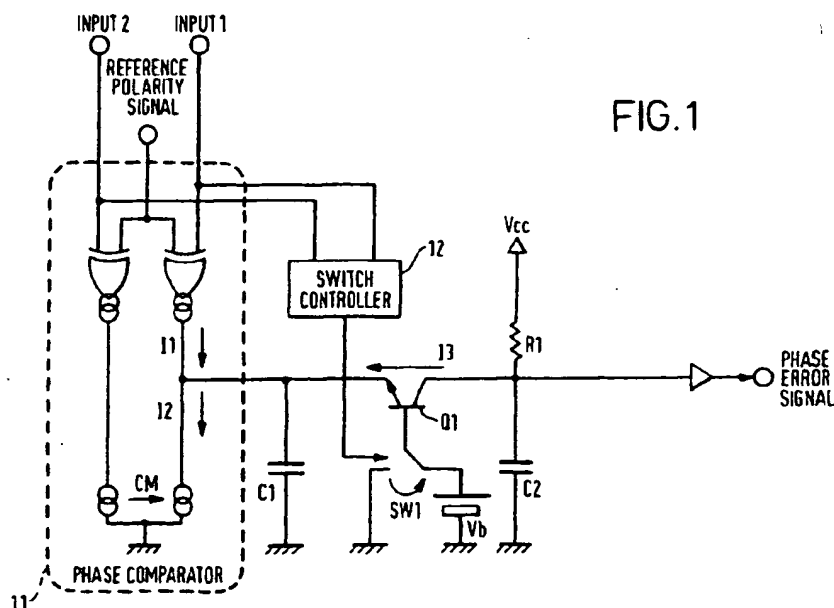 INPUT 2
INPUT 1
REFERENCE
POLARITY
SIGNAL
FIG.1
Vcc
12
SWITCH
CONTROLLER
I1
I3
R1
PHASE
ERROR
SIGNAL
I2
Q1
CM
C1
SW1
Vb
C2
PHASE COMPARATOR
11